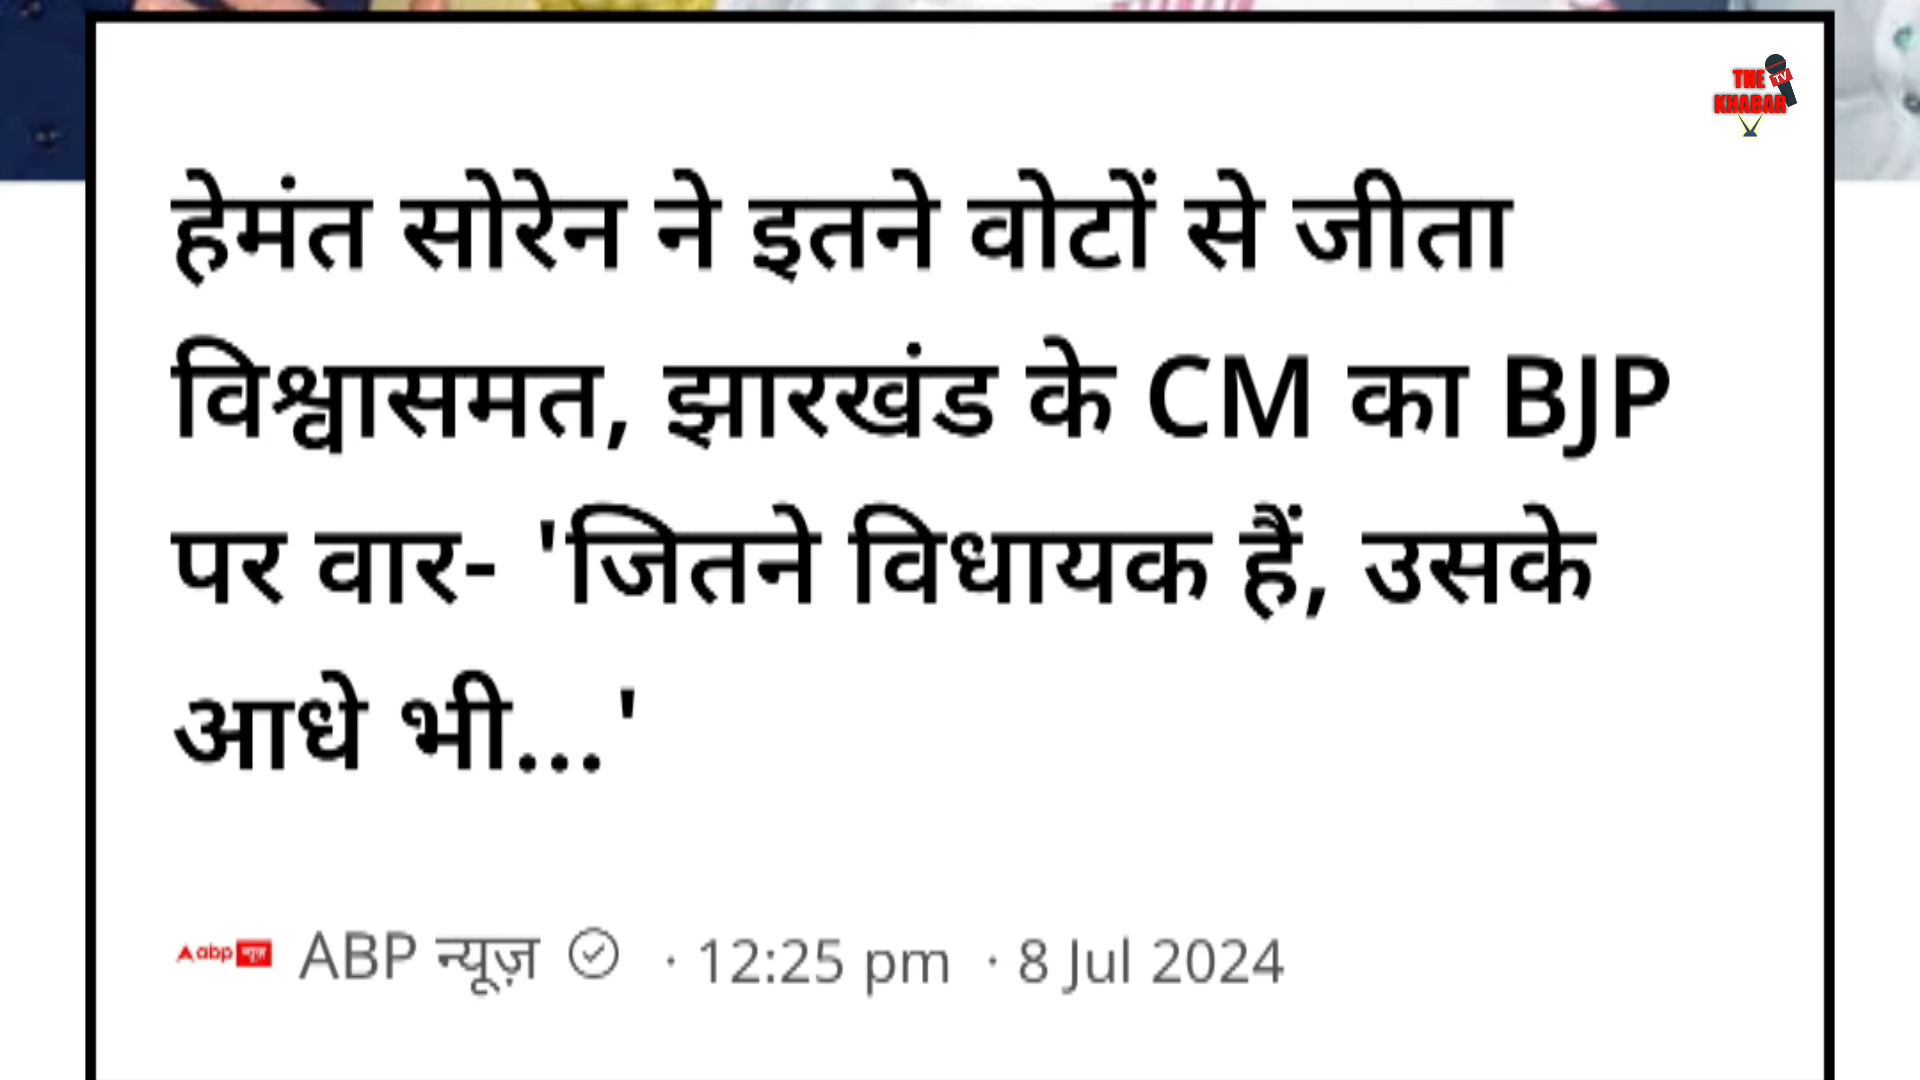 THE TV
KHABAR
हेमंत सोरेन ने इतने वोटों से जीता
विश्वासमत, झारखंड के CM का BJP
पर वार- 'जितने विधायक हैं, उसके
आधे भी...'
abp न्यूज़ ABP न्यूज़ · 12:25 pm · 8 Jul 2024